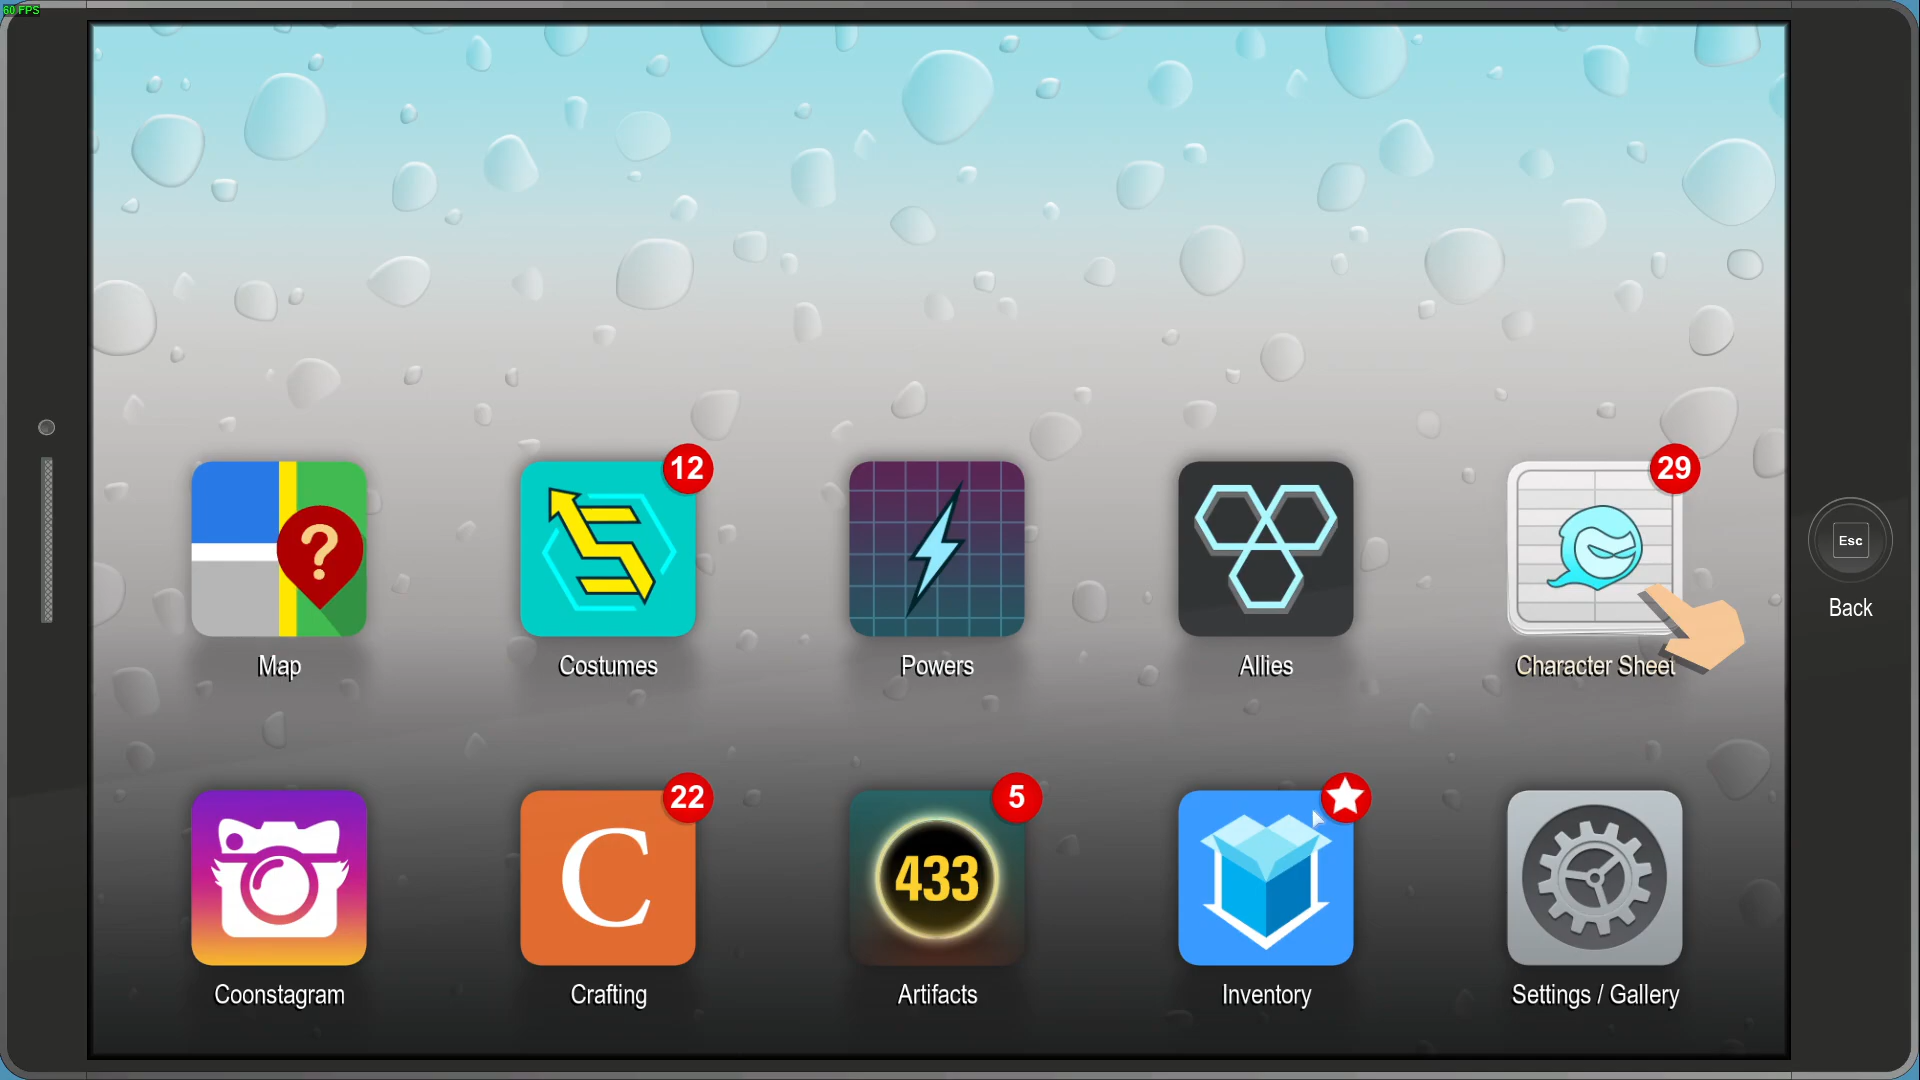 60 FPS
12
29
?
Map
Costumes
Powers
Allies
Character Sheet
Esc
Back
22
5
C
433
Coonstagram
Crafting
Artifacts
Inventory
Settings / Gallery